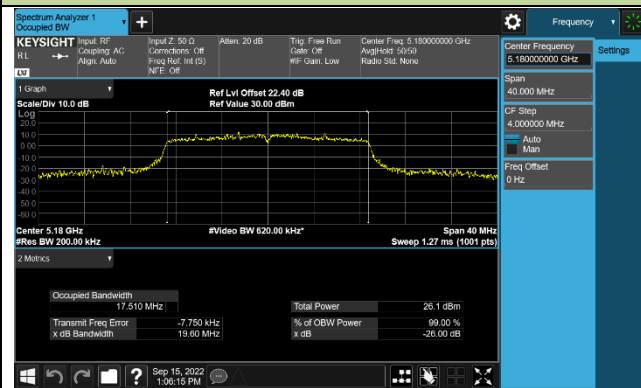 Spectrum Analyzer 1
Occupied BW
+
Frequency
KEYSIGHT
RL
LXI
Input: RF
Coupling: AC
Align: Auto
Input Z: 50 Ω
Corrections: Off
Freq Ref: Int (S)
NFE: Off
Atten: 20 dB
Trig: Free Run
Gate: Off
#IF Gain: Low
Center Freq: 5.180000000 GHz
Avg|Hold: 50/50
Radio Std: None
Center Frequency
5.180000000 GHz
Settings
Span
40.000 MHz
CF Step
4.000000 MHz
Auto
Man
Freq Offset
0 Hz
1 Graph
Scale/Div 10.0 dB
Ref Lvl Offset 22.40 dB
Ref Value 30.00 dBm
Log
20.0
10.0
0.00
-10.0
-20.0
-30.0
-40.0
-50.0
-60.0
Center 5.18 GHz
#Res BW 200.00 kHz
#Video BW 620.00 kHz*
Span 40 MHz
Sweep 1.27 ms (1001 pts)
2 Metrics
Occupied Bandwidth
17.510 MHz
Total Power 26.1 dBm
Transmit Freq Error -7.750 kHz
% of OBW Power 99.00 %
x dB Bandwidth 19.60 MHz
x dB -26.00 dB
?
Sep 15, 2022
1:06:15 PM